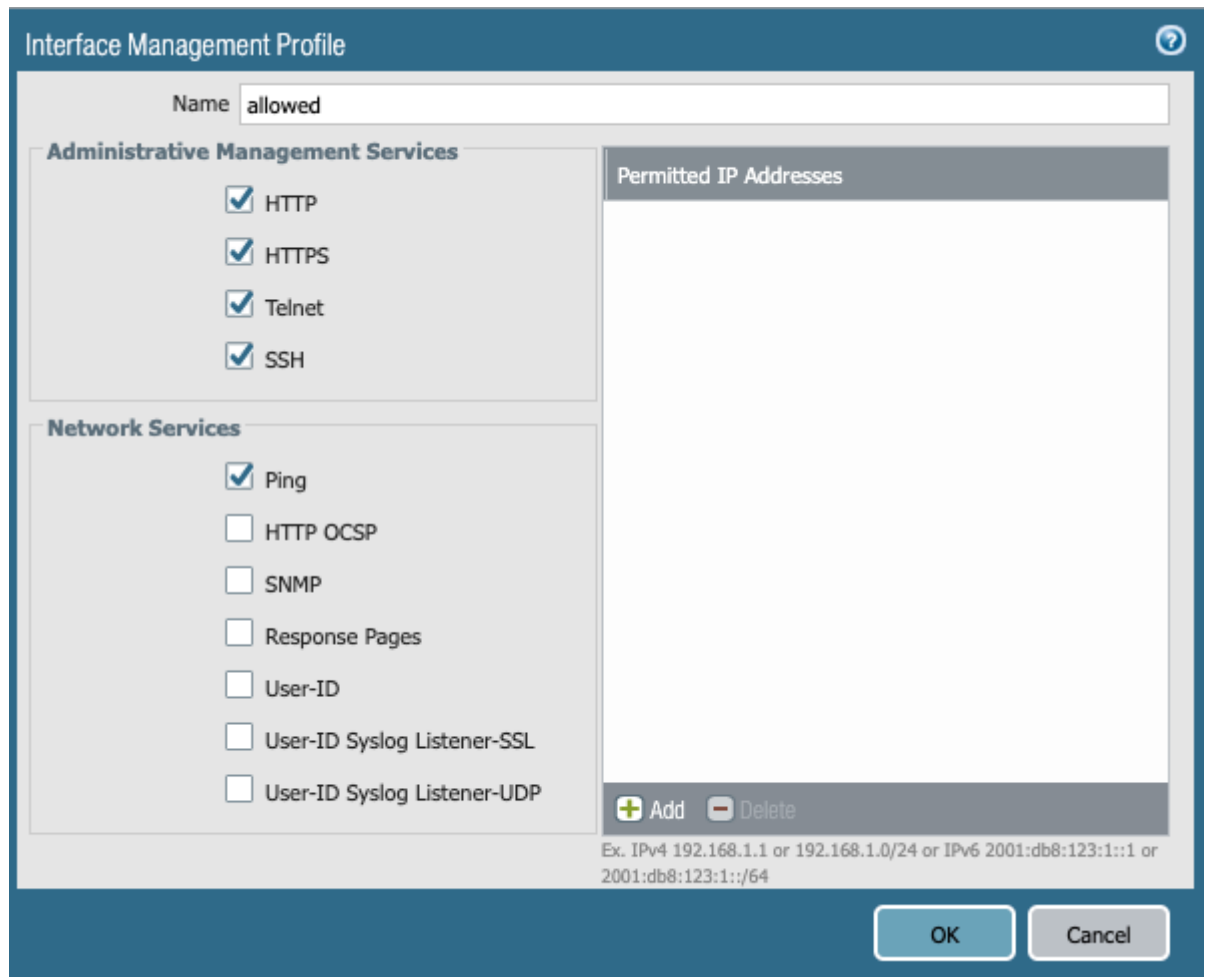 Interface Management Profile
Name allowed
Administrative Management Services
HTTP
HTTPS
Telnet
SSH
Network Services
Ping
HTTP OCSP
SNMP
Response Pages
User-ID
User-ID Syslog Listener-SSL
User-ID Syslog Listener-UDP
Permitted IP Addresses
Add Delete
Ex. IPv4 192.168.1.1 or 192.168.1.0/24 or IPv6 2001:db8:123:1::1 or
2001:db8:123:1::/64
OK Cancel